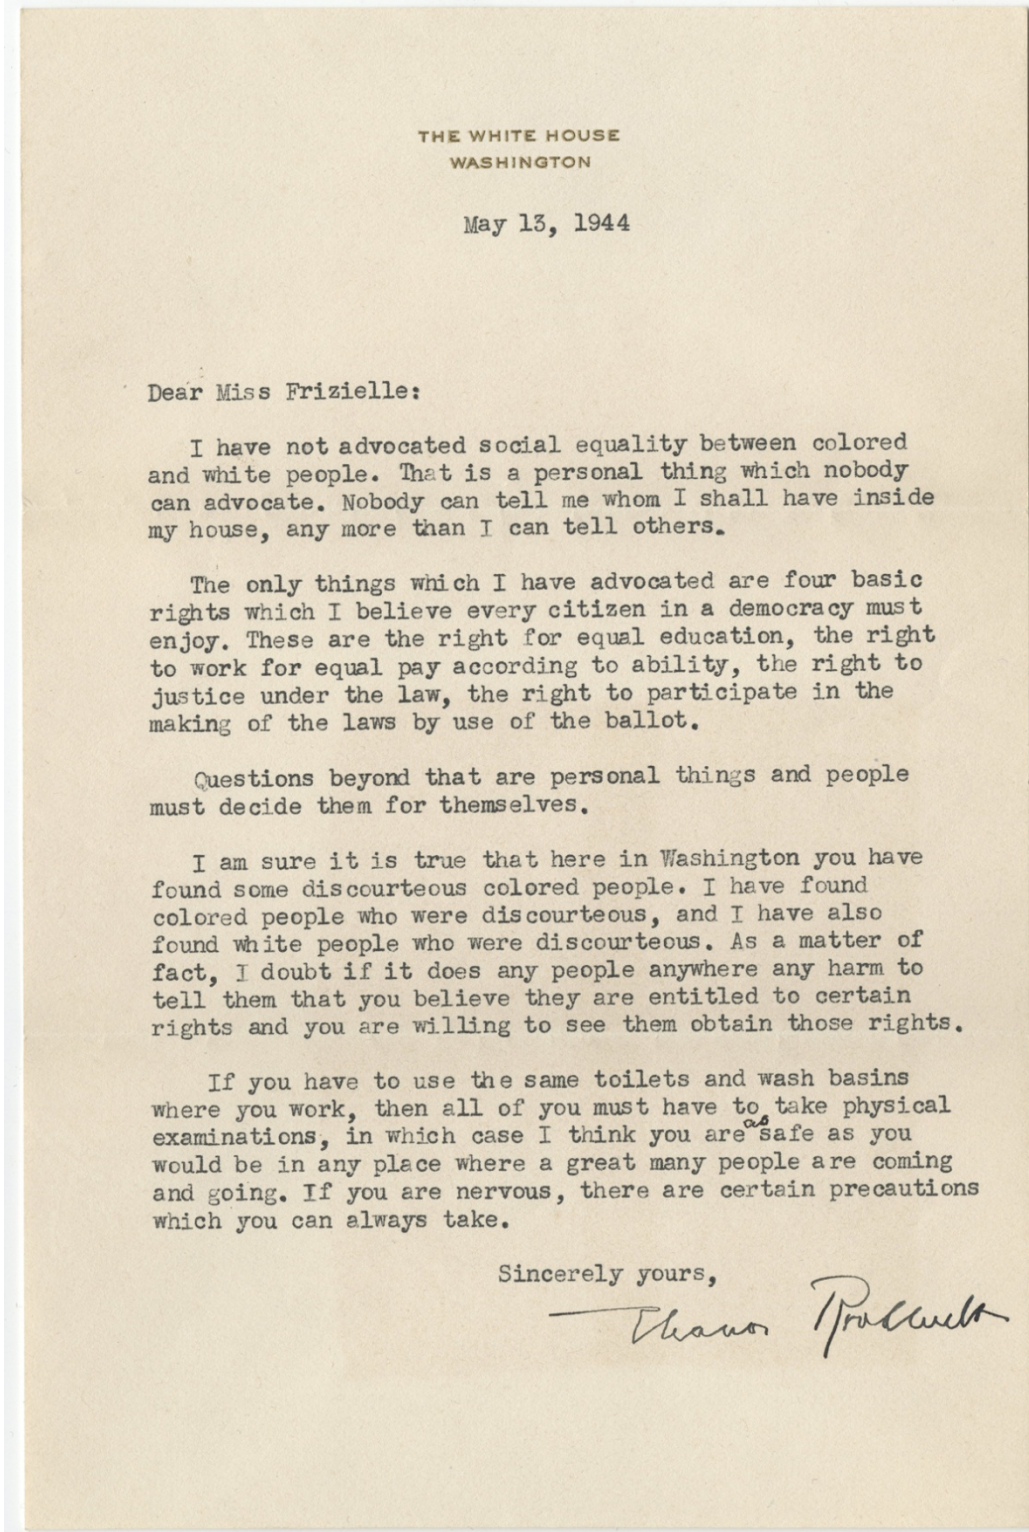 THE WHITE HOUSE
WASHINGTON
May 13, 1944
Dear Miss Frizielle:
I have not advocated social equality between colored
and white people. That is a personal thing which nobody
can advocate. Nobody can tell me whom I shall have inside
my house, any more than I can tell others.
The only things which I have advocated are four basic
rights which I believe every citizen in a democracy must
enjoy. These are the right for equal education, the right
to work for equal pay according to ability, the right to
justice under the law, the right to participate in the
making of the laws by use of the ballot.
Questions beyond that are personal things and people
must decide them for themselves.
I am sure it is true that here in Washington you have
found some discourteous colored people. I have found
colored people who were discourteous, and I have also
found white people who were discourteous. As a matter of
fact, I doubt if it does any people anywhere any harm to
tell them that you believe they are entitled to certain
rights and you are willing to see them obtain those rights.
If you have to use the same toilets and wash basins
where you work, then all of you must have to take physical
examinations, in which case I think you are as safe as you
would be in any place where a great many people are coming
and going. If you are nervous, there are certain precautions
which you can always take.
Sincerely yours,
Eleanor Roosevelt